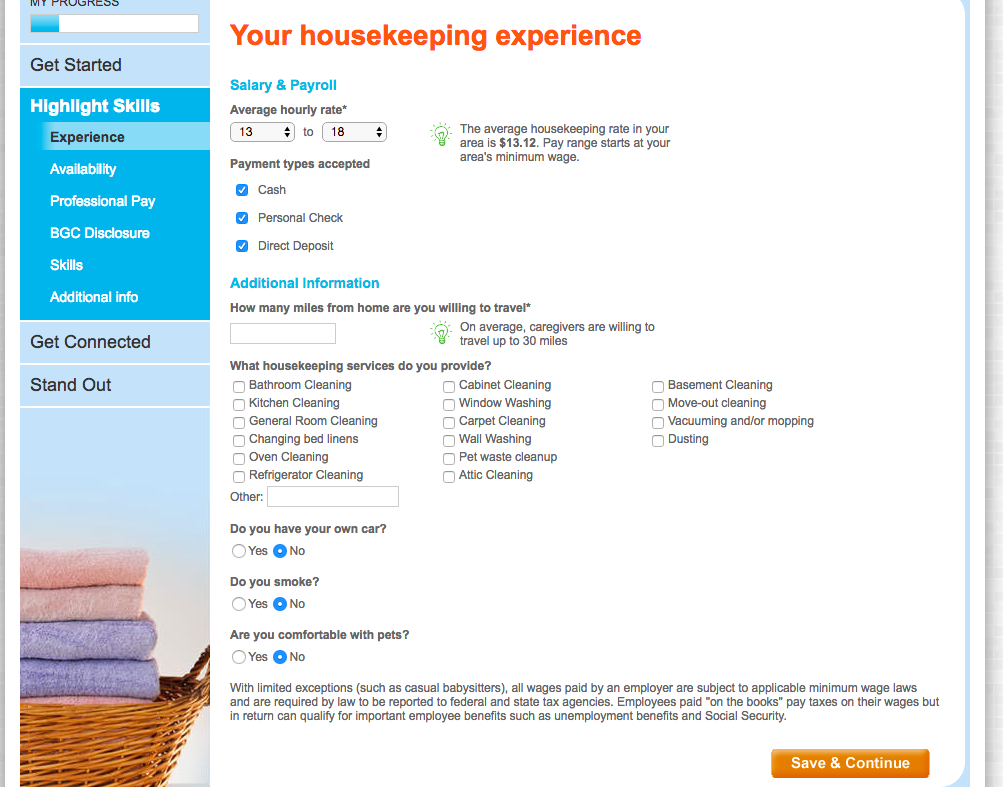 MY PROGRESS
Get Started
Highlight Skills
Experience
Availability
Professional Pay
BGC Disclosure
Skills
Additional info
Get Connected
Stand Out
Your housekeeping experience
Salary & Payroll
Average hourly rate*
13 to 18
The average housekeeping rate in your
area is $13.12. Pay range starts at your
area's minimum wage.
Payment types accepted
Cash
Personal Check
Direct Deposit
Additional Information
How many miles from home are you willing to travel*
On average, caregivers are willing to
travel up to 30 miles
What housekeeping services do you provide?
Bathroom Cleaning Cabinet Cleaning Basement Cleaning
Kitchen Cleaning Window Washing Move-out cleaning
General Room Cleaning Carpet Cleaning Vacuuming and/or mopping
Changing bed linens Wall Washing Dusting
Oven Cleaning Pet waste cleanup
Refrigerator Cleaning Attic Cleaning
Other:
Do you have your own car?
Yes No
Do you smoke?
Yes No
Are you comfortable with pets?
Yes No
With limited exceptions (such as casual babysitters), all wages paid by an employer are subject to applicable minimum wage laws
and are required by law to be reported to federal and state tax agencies. Employees paid "on the books" pay taxes on their wages but
in return can qualify for important employee benefits such as unemployment benefits and Social Security.
Save & Continue